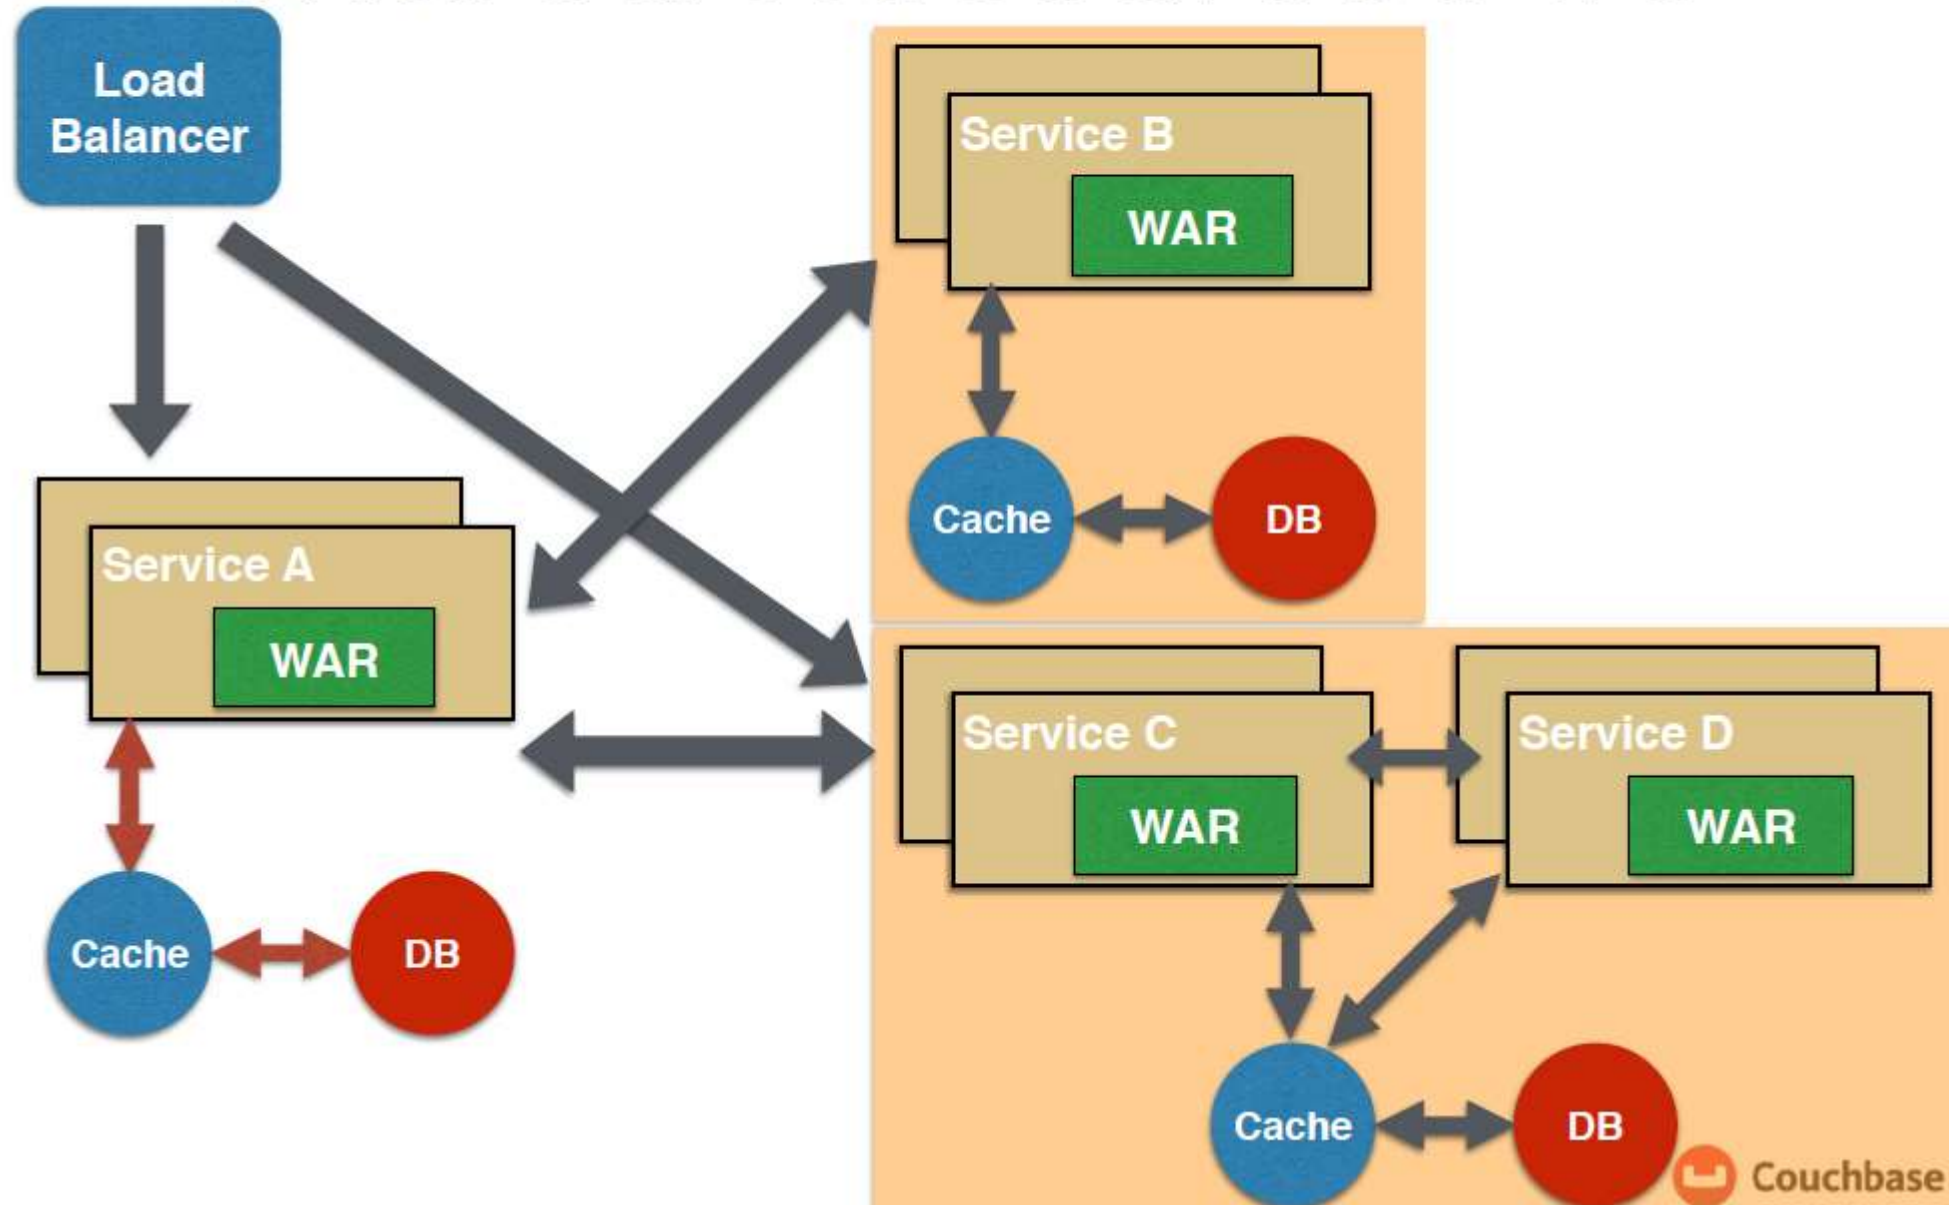 Load
Balancer
Service B
WAR
Cache
DB
Service A
WAR
Cache
DB
Service C
WAR
Service D
WAR
Cache
DB
Couchbase